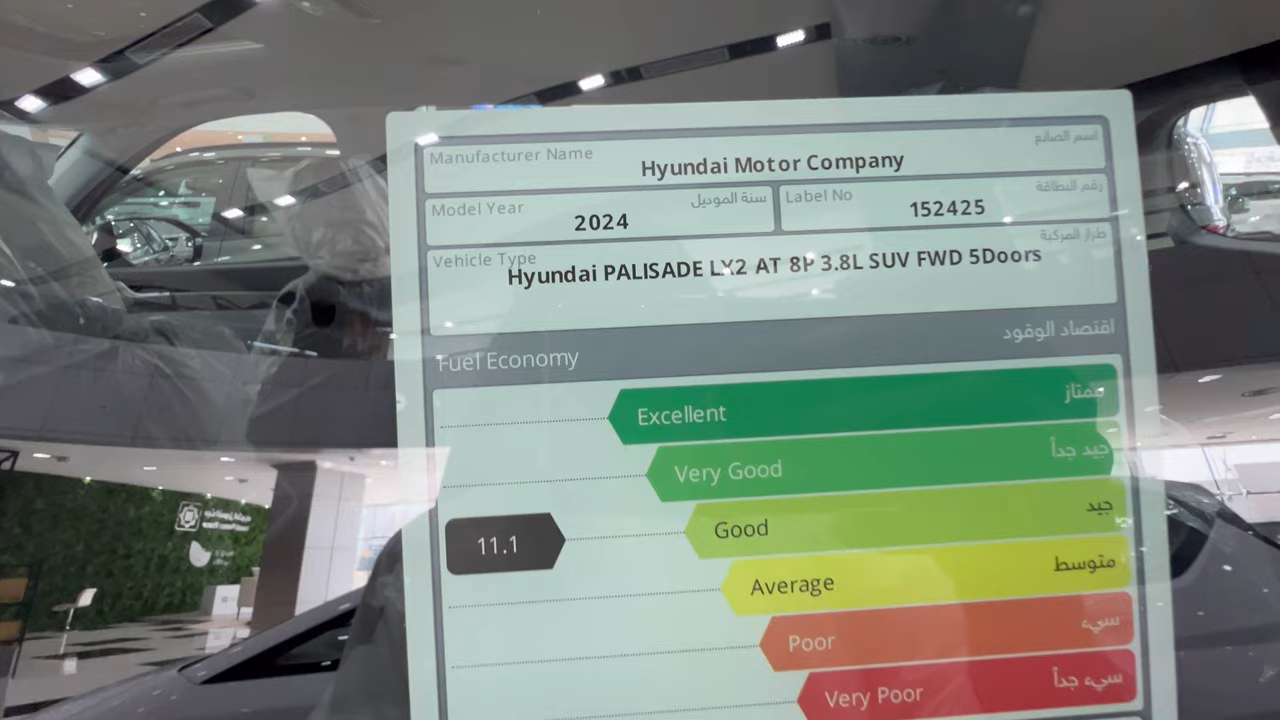 Manufacturer Name
اسم الصانع
Hyundai Motor Company
Model Year
سنة الموديل
2024
Label No
رقم البطاقة
152425
Vehicle Type
طراز المركبة
Hyundai PALISADE LX2 AT 8P 3.8L SUV FWD 5Doors
Fuel Economy
اقتصاد الوقود
Excellent
ممتاز
Very Good
جيد جداً
11.1
Good
جيد
Average
متوسط
Poor
سيء
Very Poor
سيء جداً